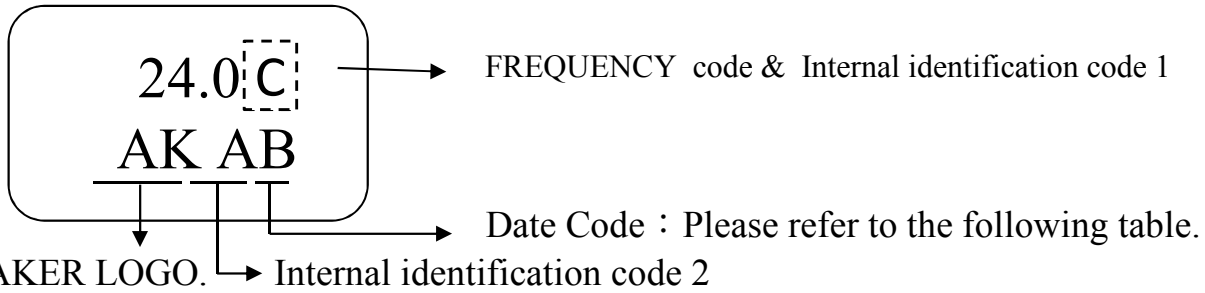 24.0 C
FREQUENCY code & Internal identification code 1
AK AB
Date Code：Please refer to the following table.
AKER LOGO. Internal identification code 2